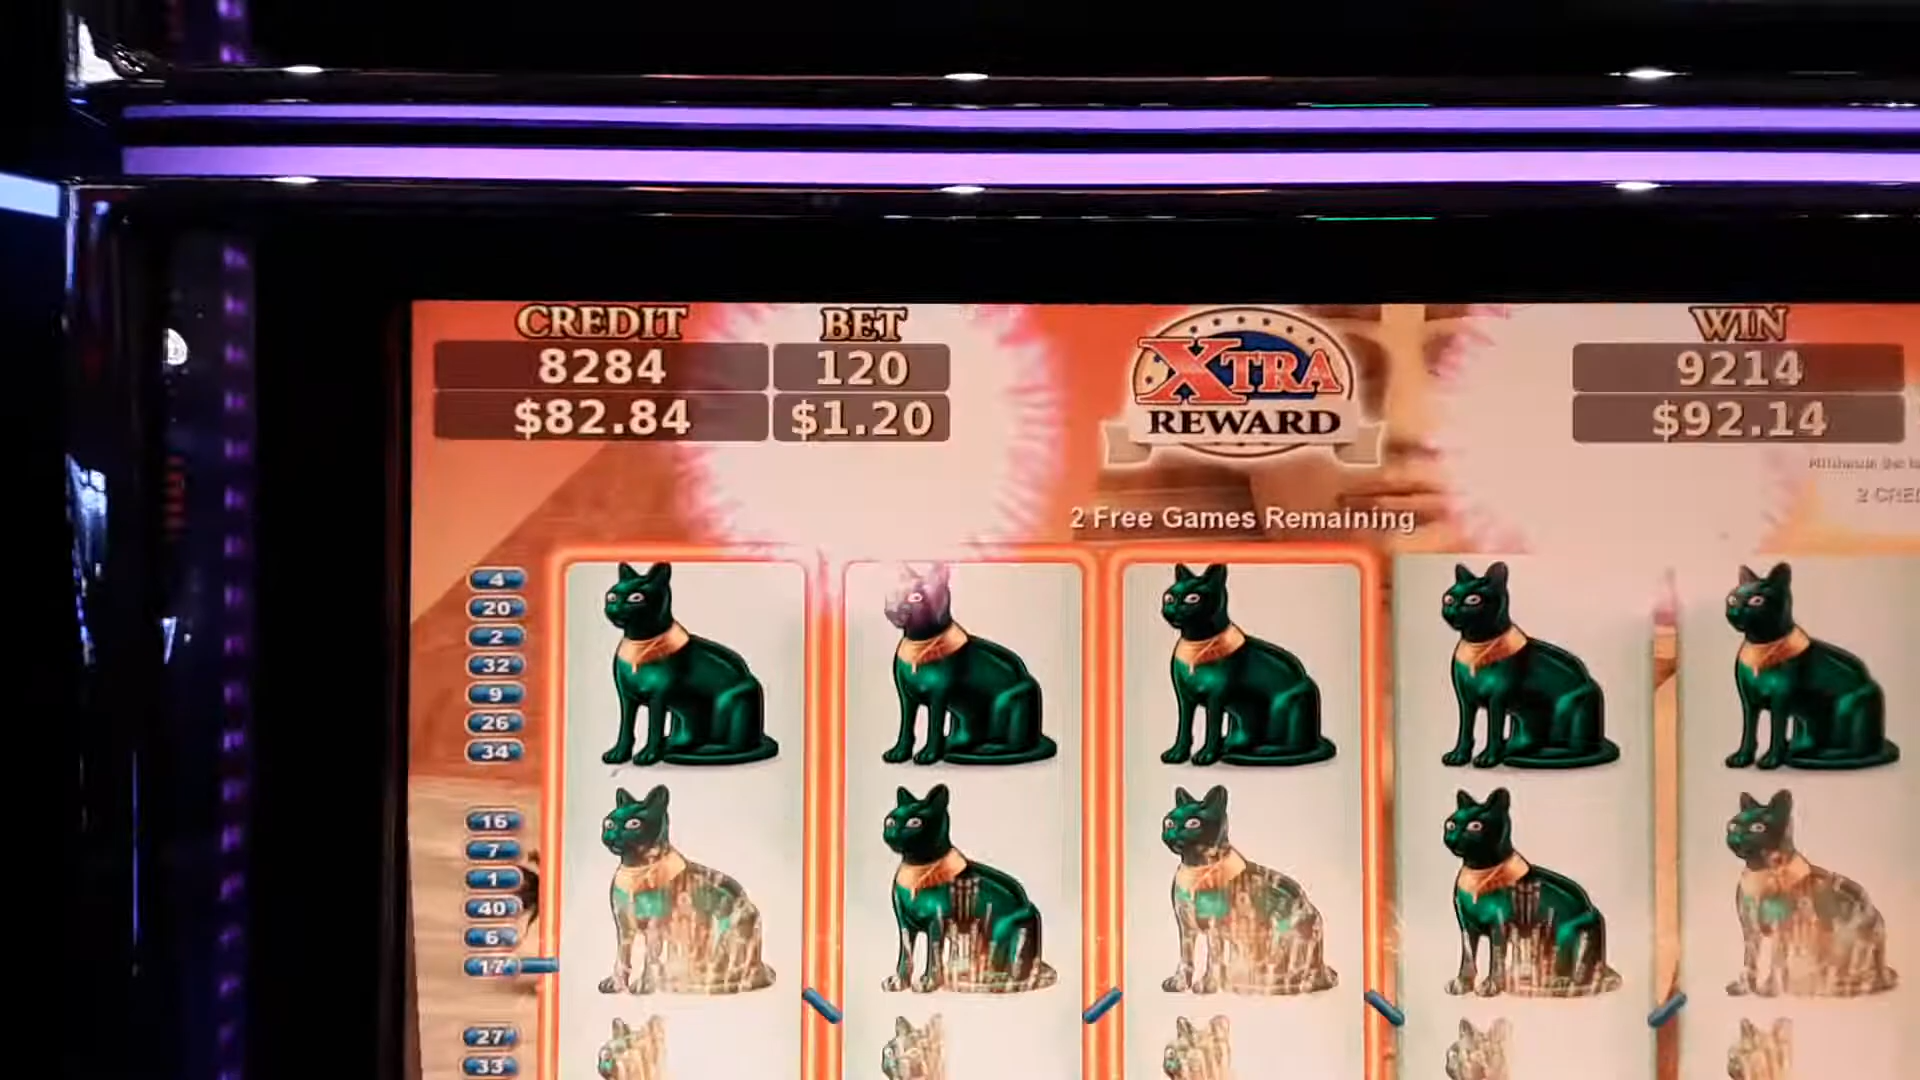 CREDIT BET WIN
8284 120 9214
$82.84 $1.20 $92.14
XTRA
REWARD
2 Free Games Remaining
4
20
2
32
9
26
34
16
7
1
40
6
17
27
33